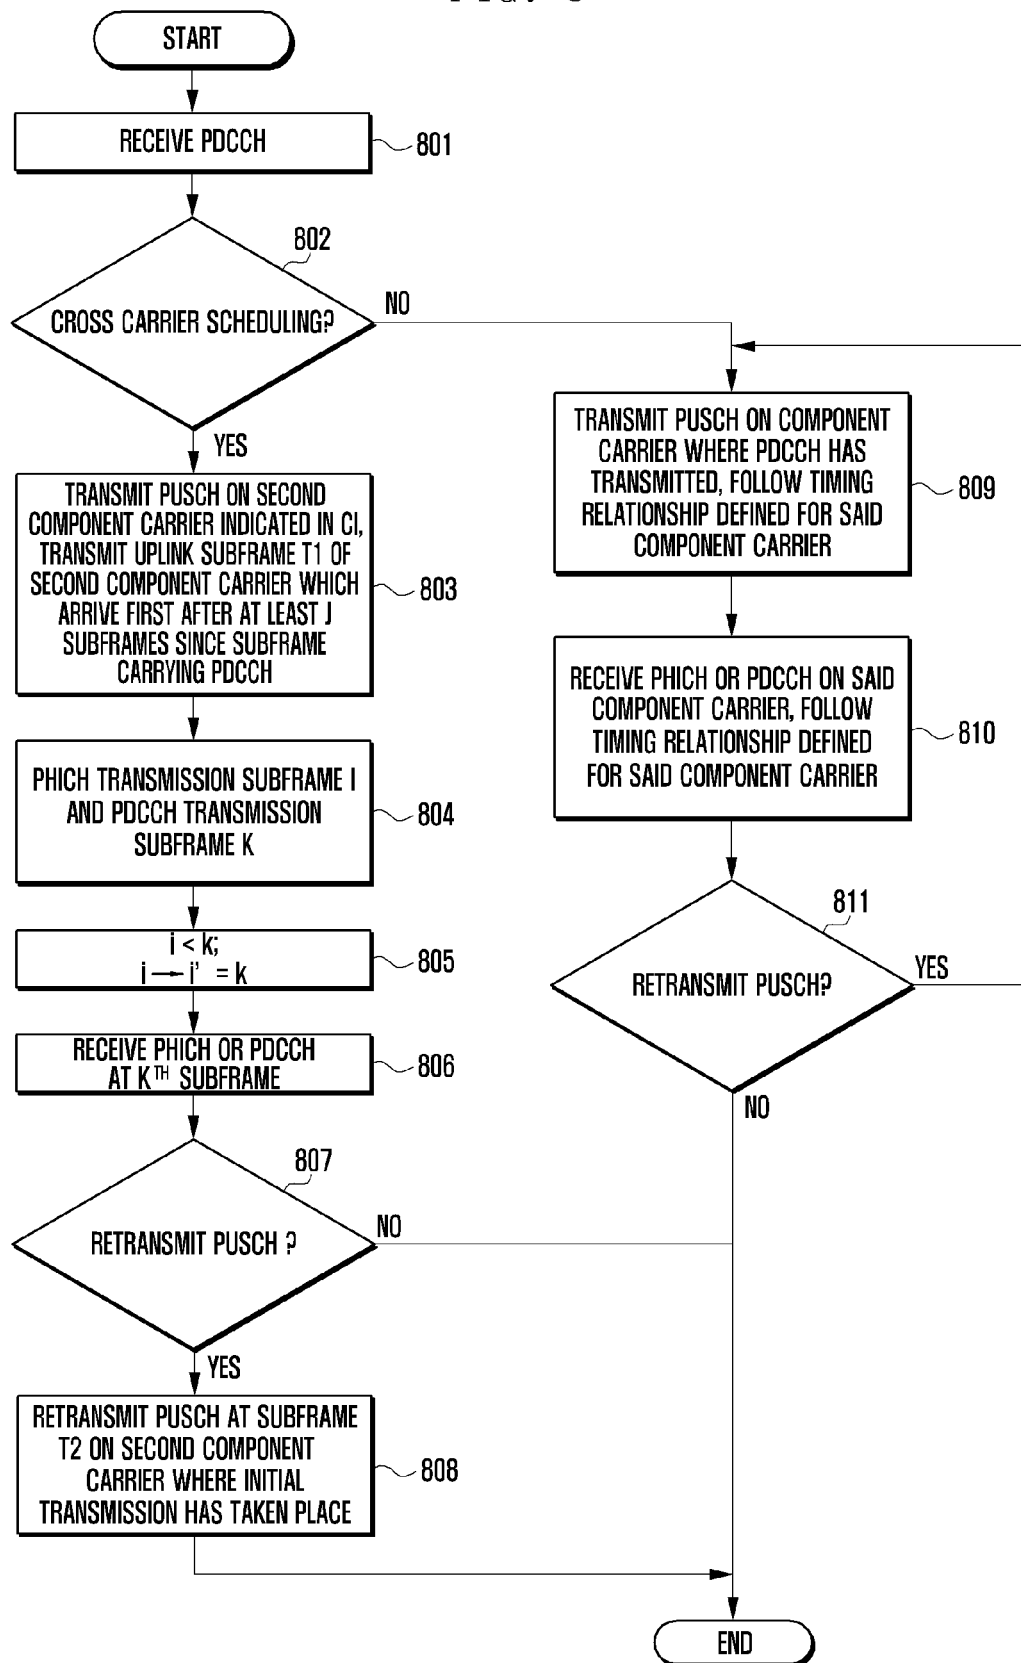 START
RECEIVE PDCCH
801
802
CROSS CARRIER SCHEDULING?
NO
YES
TRANSMIT PUSCH ON SECOND
COMPONENT CARRIER INDICATED IN CI,
TRANSMIT UPLINK SUBFRAME T1 OF
SECOND COMPONENT CARRIER WHICH
ARRIVE FIRST AFTER AT LEAST J
SUBFRAMES SINCE SUBFRAME
CARRYING PDCCH
803
PHICH TRANSMISSION SUBFRAME I
AND PDCCH TRANSMISSION
SUBFRAME K
804
i < k;
i → i' = k
805
RECEIVE PHICH OR PDCCH
AT KTH SUBFRAME
806
807
RETRANSMIT PUSCH ?
NO
YES
RETRANSMIT PUSCH AT SUBFRAME
T2 ON SECOND COMPONENT
CARRIER WHERE INITIAL
TRANSMISSION HAS TAKEN PLACE
808
TRANSMIT PUSCH ON COMPONENT
CARRIER WHERE PDCCH HAS
TRANSMITTED, FOLLOW TIMING
RELATIONSHIP DEFINED FOR SAID
COMPONENT CARRIER
809
RECEIVE PHICH OR PDCCH ON SAID
COMPONENT CARRIER, FOLLOW
TIMING RELATIONSHIP DEFINED
FOR SAID COMPONENT CARRIER
810
811
RETRANSMIT PUSCH?
YES
NO
END